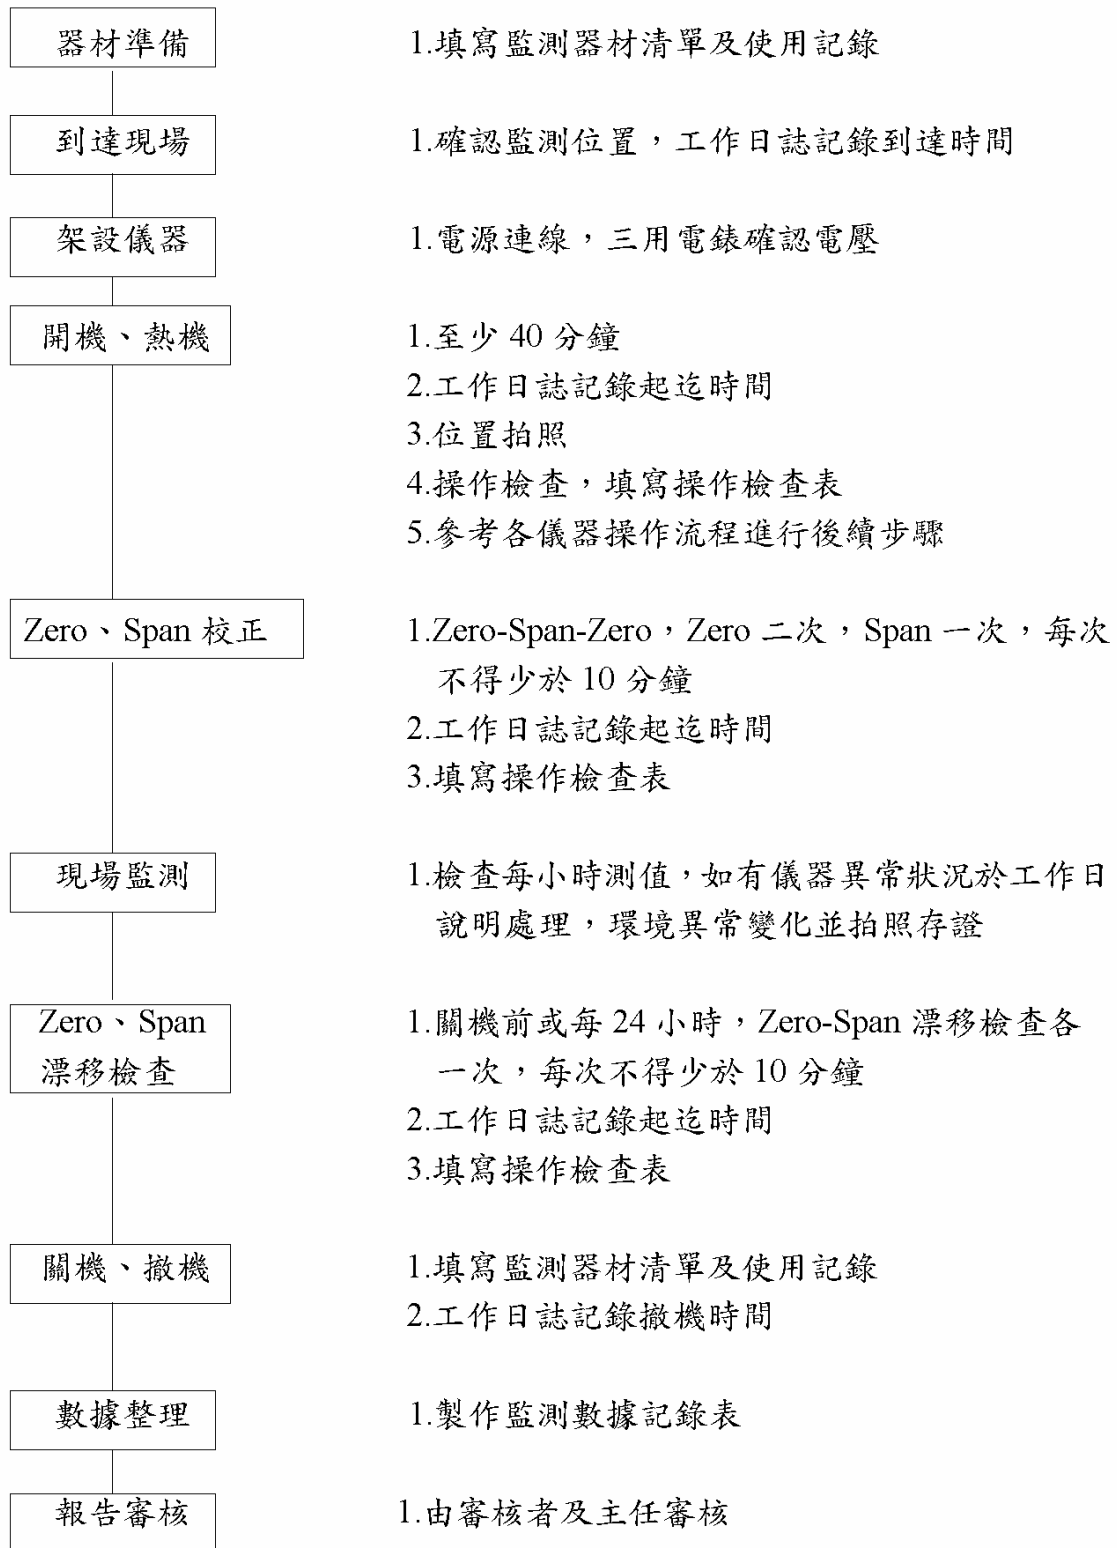 器材準備
1.填寫監測器材清單及使用記錄
到達現場
1.確認監測位置，工作日誌記錄到達時間
架設儀器
1.電源連線，三用電錶確認電壓
開機、熱機
1.至少 40 分鐘
2.工作日誌記錄起迄時間
3.位置拍照
4.操作檢查，填寫操作檢查表
5.參考各儀器操作流程進行後續步驟
Zero、Span 校正
1.Zero-Span-Zero，Zero 二次，Span 一次，每次
不得少於 10 分鐘
2.工作日誌記錄起迄時間
3.填寫操作檢查表
現場監測
1.檢查每小時測值，如有儀器異常狀況於工作日
說明處理，環境異常變化並拍照存證
Zero、Span
漂移檢查
1.關機前或每 24 小時，Zero-Span 漂移檢查各
一次，每次不得少於 10 分鐘
2.工作日誌記錄起迄時間
3.填寫操作檢查表
關機、撤機
1.填寫監測器材清單及使用記錄
2.工作日誌記錄撤機時間
數據整理
1.製作監測數據記錄表
報告審核
1.由審核者及主任審核